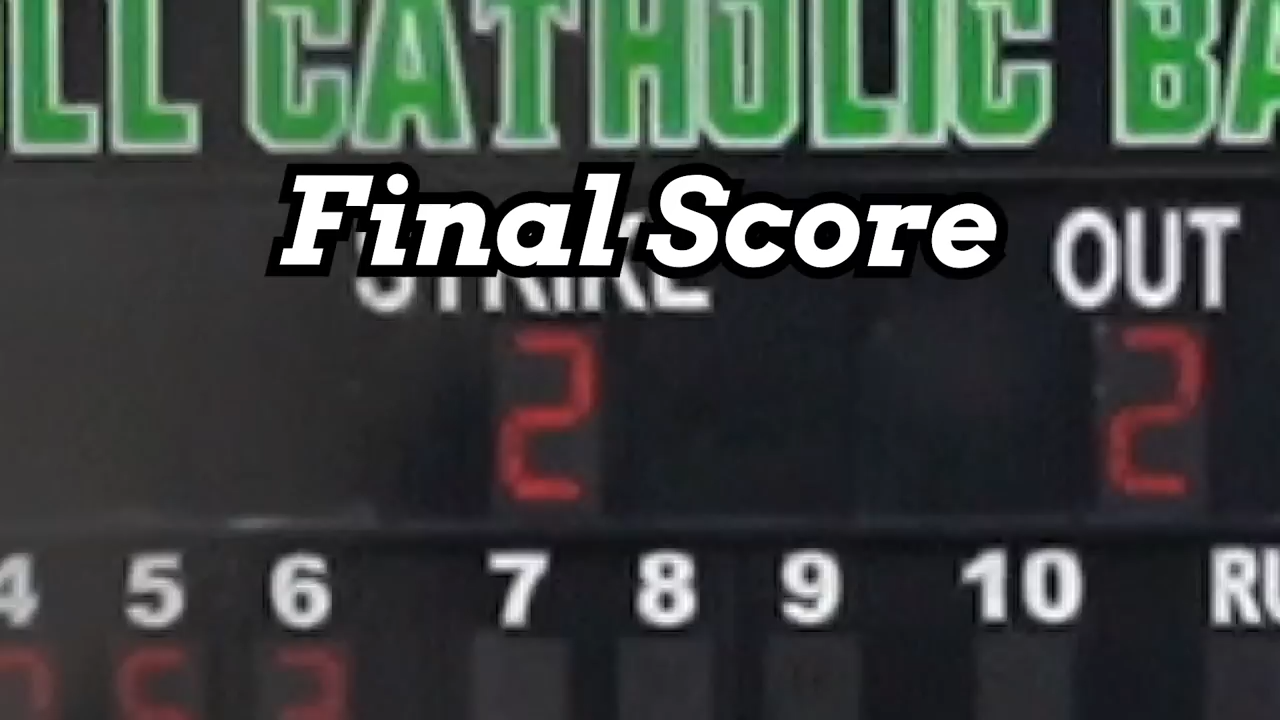 LL CATHOLIC BA
Final Score
STRIKE OUT
2 2
4 5 6 7 8 9 10 RU